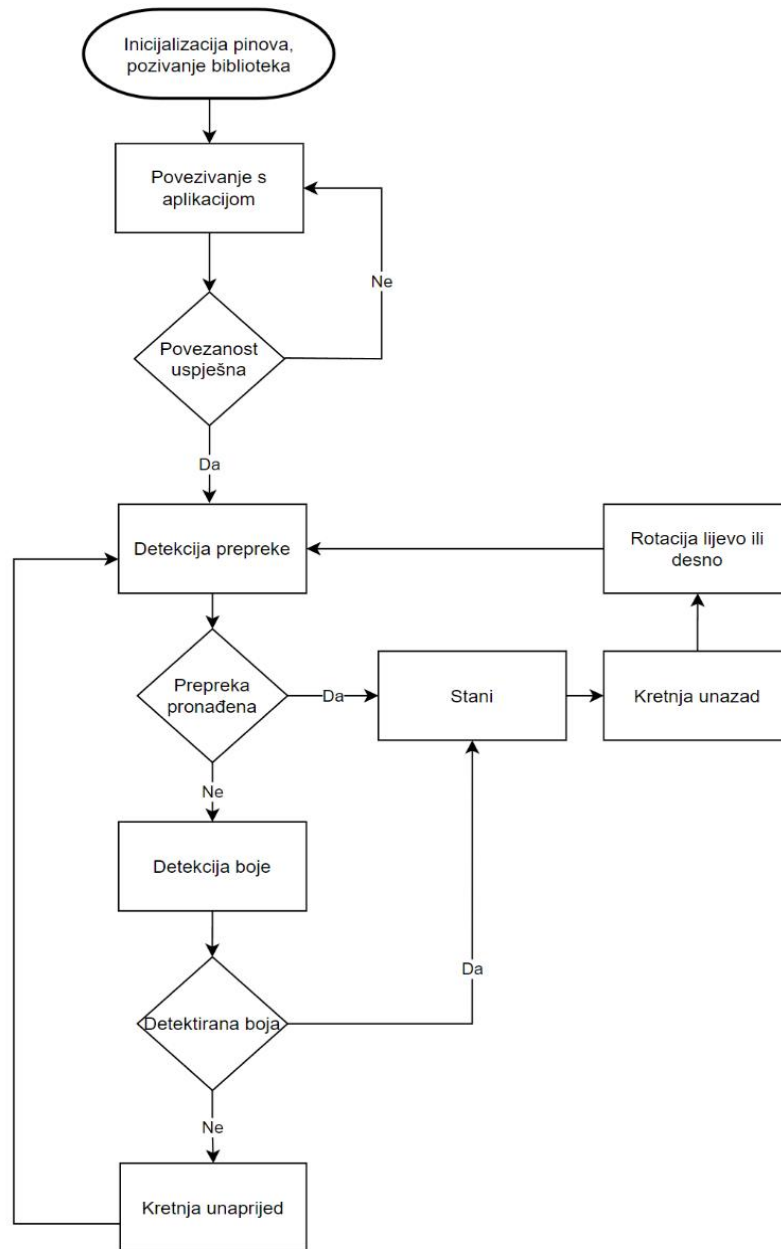 Inicijalizacija pinova,
pozivanje biblioteka
Povezivanje s
aplikacijom
Ne
Povezanost
uspješna
Da
Detekcija prepreke
Rotacija lijevo ili
desno
Prepreka
pronađena
Da
Stani
Kretnja unazad
Ne
Detekcija boje
Da
Detektirana boja
Ne
Kretnja unaprijed